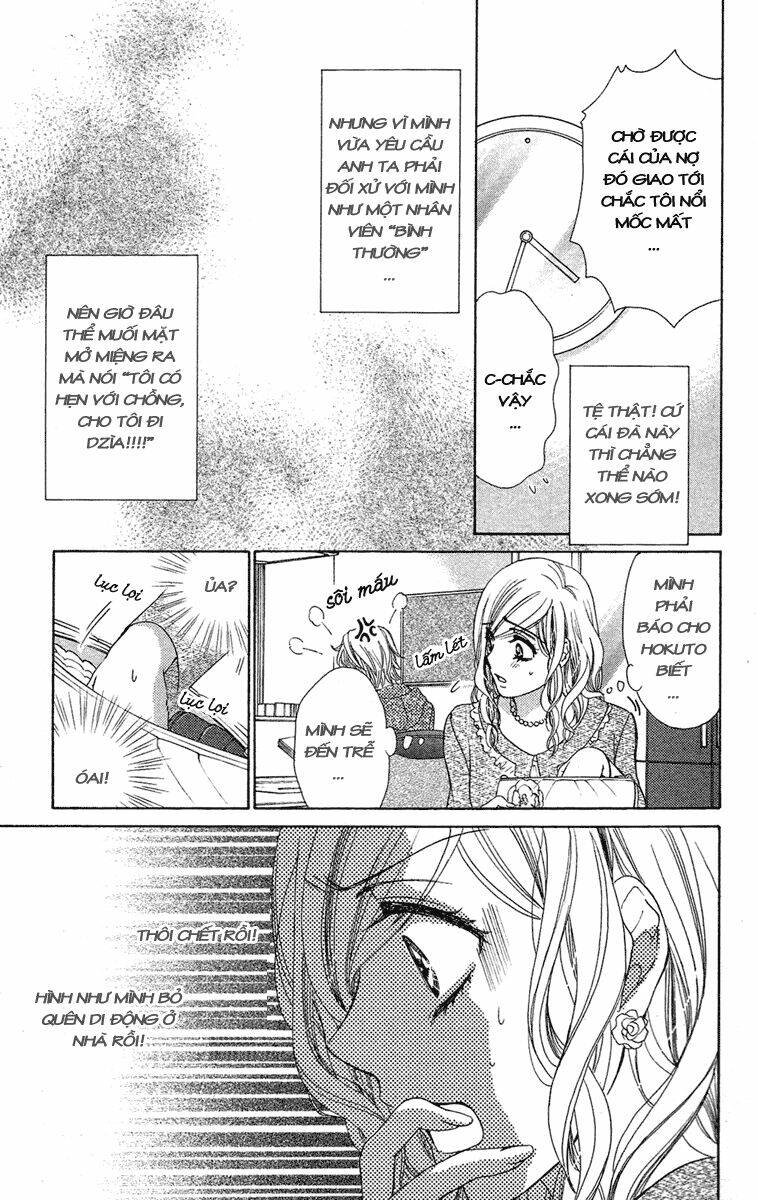 CHỜ ĐƯỢC
CÁI CỦA NỢ
ĐÓ GIAO TỚI
CHẮC TÔI NỔI
MỐC MẤT
...
C-CHẮC
VẬY
...
TỆ THẬT! CỨ
CÁI ĐÀ NÀY
THÌ CHẲNG
THỂ NÀO
XONG SỚM!
NHƯNG VÌ MÌNH
VỪA YÊU CẦU
ANH TA PHẢI
ĐỐI XỬ VỚI MÌNH
NHƯ MỘT NHÂN
VIÊN “BÌNH
THƯỜNG”
...
NÊN GIỜ ĐÂU
THỂ MUỐI MẶT
MỞ MIỆNG RA
MÀ NÓI “TÔI CÓ
HẸN VỚI CHỒNG,
CHO TÔI ĐI
DZÌA!!!!”
MÌNH
PHẢI
BÁO CHO
HOKUTO
BIẾT
...
sôi máu
lấm lét
MÌNH SẼ
ĐẾN TRỄ
...
ỦA?
lục lọi
lục lọi
ÓAI!
THÔI CHẾT RỒI!
HÌNH NHƯ MÌNH BỎ
QUÊN DI ĐỘNG Ở
NHÀ RỒI!